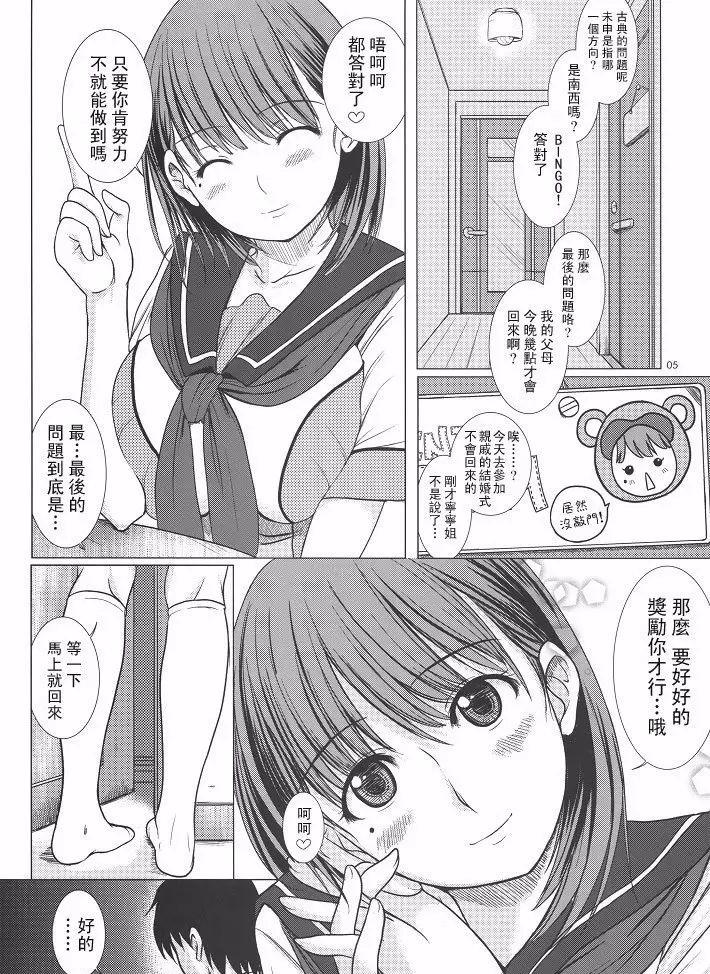 古典的問題呢
未申是指哪
一個方向?
是南西嗎?
BINGO!
答對了
那麼
最後的問題咯?
我的父母
今晚幾點才會
回來啊?
05
唉……?
今天去參加
親戚的結婚式
不會回來的
剛才寧寧姐
不是說了…
居然
沒敲門!
唔呵呵
都答對了
♡
只要你肯努力
不就能做到嗎
最…最後的
問題到底是…
那麼 要好好的
獎勵你才行…哦
呵呵
♡
等一下
馬上就回來
好的
……